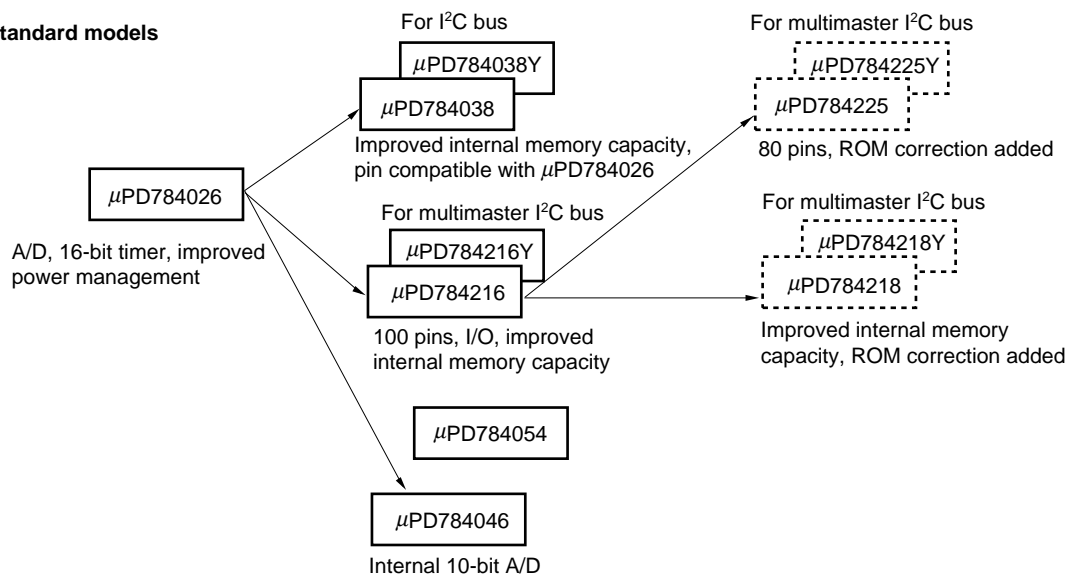 tandard models
For I²C bus
μPD784038Y
μPD784038
Improved internal memory capacity,
pin compatible with μPD784026
For multimaster I²C bus
μPD784225Y
μPD784225
80 pins, ROM correction added
μPD784026
A/D, 16-bit timer, improved
power management
For multimaster I²C bus
μPD784216Y
μPD784216
100 pins, I/O, improved
internal memory capacity
For multimaster I²C bus
μPD784218Y
μPD784218
Improved internal memory
capacity, ROM correction added
μPD784054
μPD784046
Internal 10-bit A/D